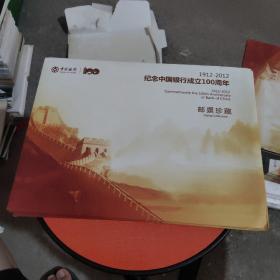 中国银行 100
1912-2012
纪念中国银行成立100周年
1912-2012
Commemorate the 100th Anniversary
of Bank of China
邮票珍藏